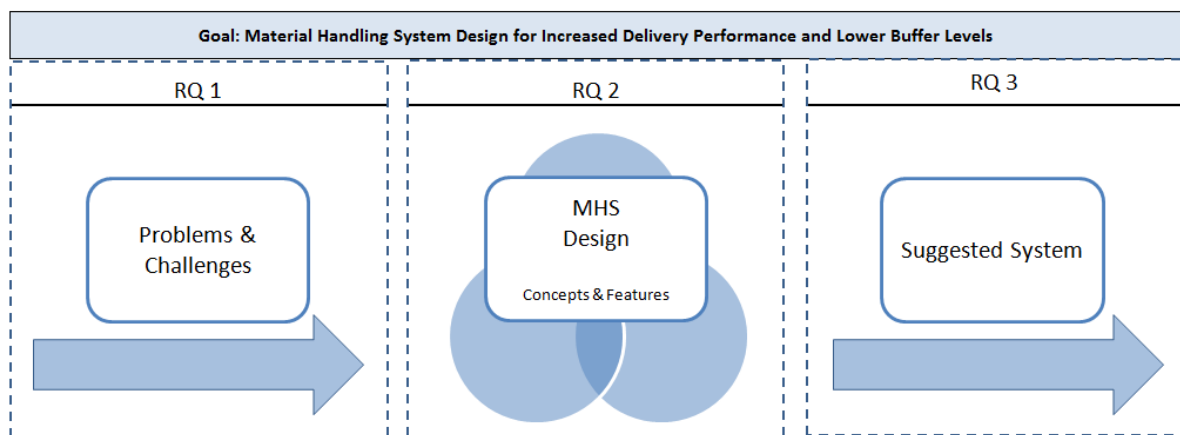 Goal: Material Handling System Design for Increased Delivery Performance and Lower Buffer Levels
RQ 1
RQ 2
RQ 3
Problems &
Challenges
MHS
Design
Concepts & Features
Suggested System